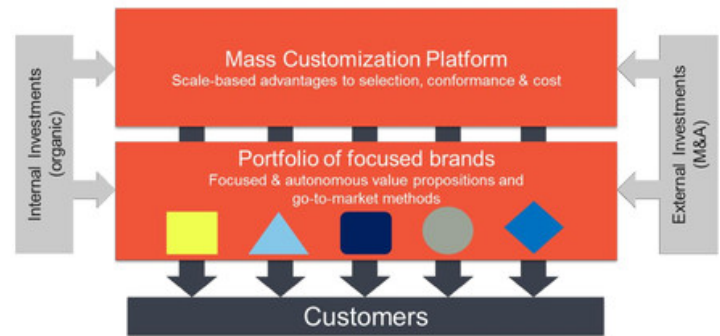 Mass Customization Platform
Scale-based advantages to selection, conformance & cost
Internal Investments
(organic)
External Investments
(M&A)
Portfolio of focused brands
Focused & autonomous value propositions and
go-to-market methods
Customers